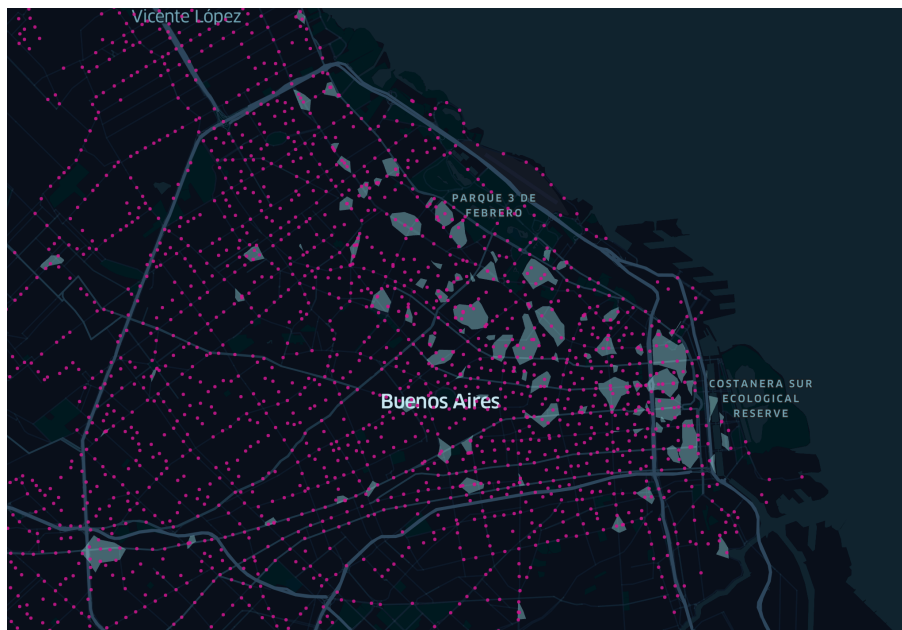 Vicente López
PARQUE 3 DE
FEBRERO
COSTANERA SUR
ECOLOGICAL
RESERVE
Buenos Aires